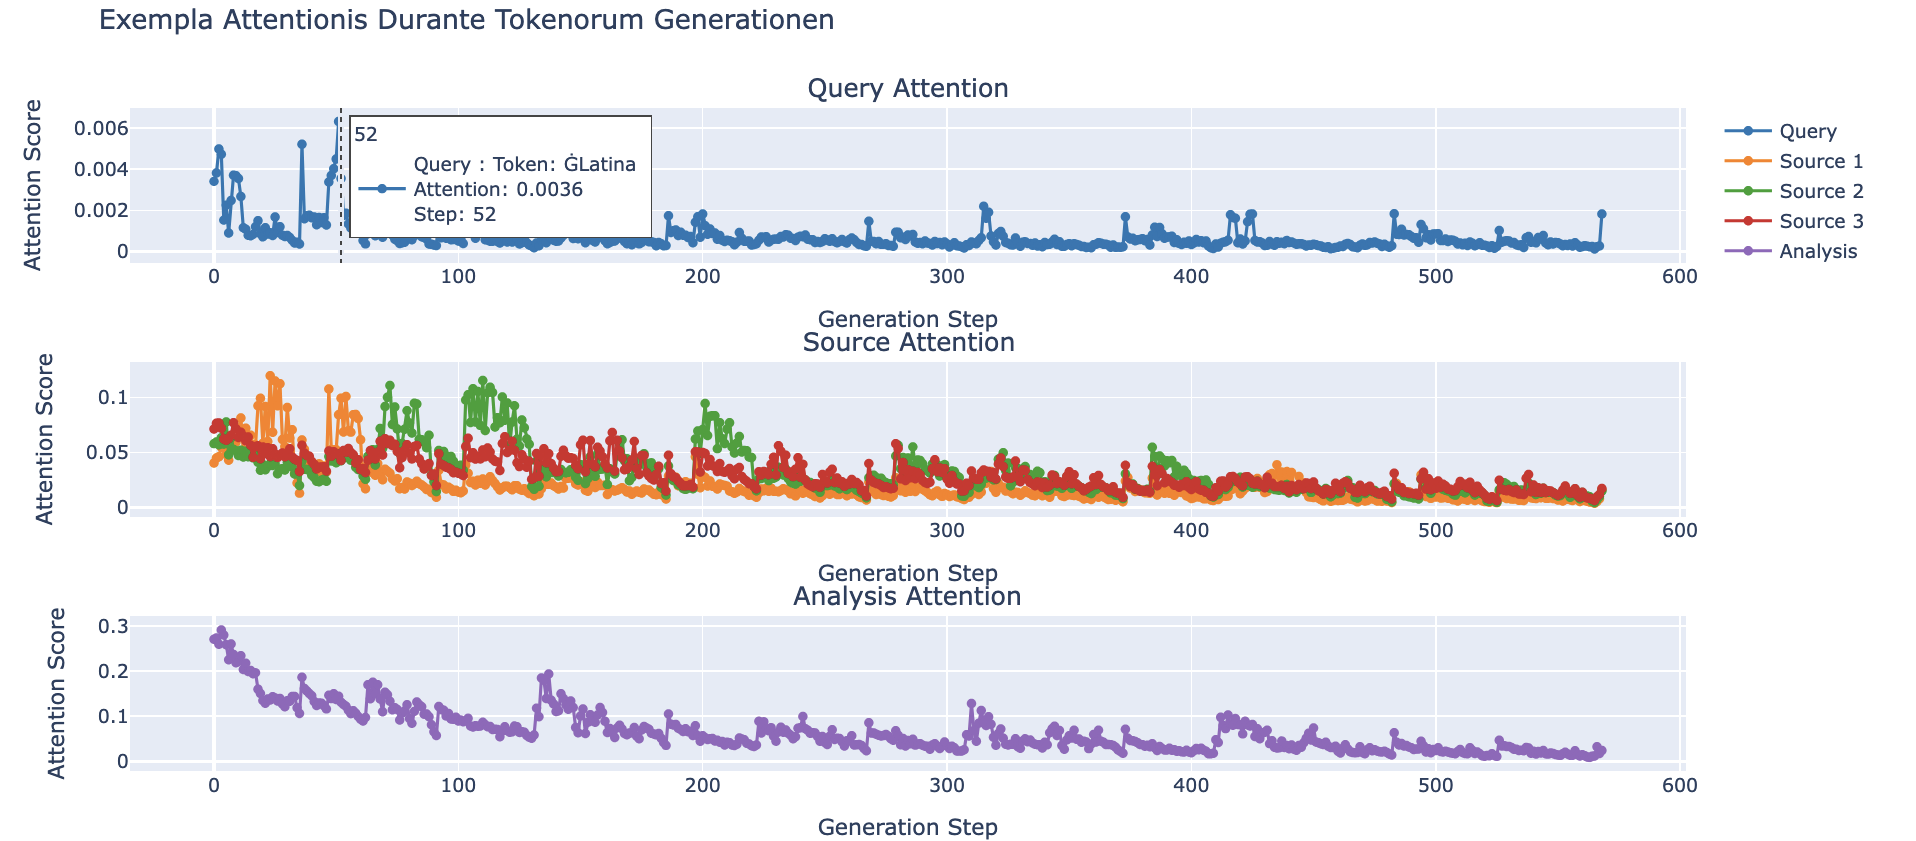 Exempla Attentionis Durante Tokenorum Generationen
Query Attention
Attention Score
0.006
0.004
0.002
0
52
Query : Token: ĠLatina
Attention: 0.0036
Step: 52
0 100 200 300 400 500 600
Generation Step
Query
Source 1
Source 2
Source 3
Analysis
Source Attention
Attention Score
0.1
0.05
0
0 100 200 300 400 500 600
Generation Step
Analysis Attention
Attention Score
0.3
0.2
0.1
0
0 100 200 300 400 500 600
Generation Step